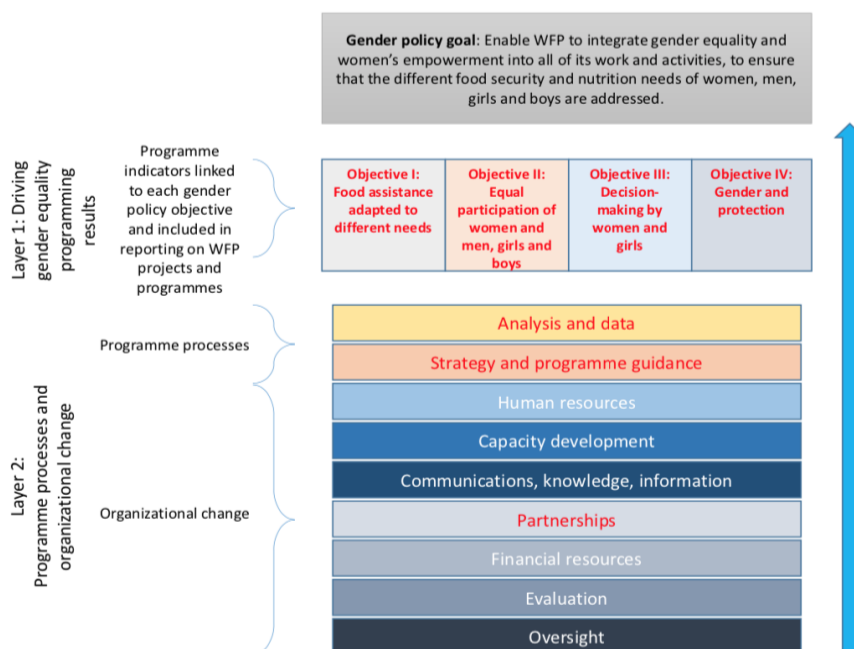 Gender policy goal: Enable WFP to integrate gender equality and
women's empowerment into all of its work and activities, to ensure
that the different food security and nutrition needs of women, men,
girls and boys are addressed.
Layer 1: Driving
gender equality
programming
results
Programme
indicators linked
to each gender
policy objective
and included in
reporting on WFP
projects and
programmes
Objective I:
Food assistance
adapted to
different needs
Objective II:
Equal
participation of
women and
men, girls and
boys
Objective III:
Decision-
making by
women and
girls
Objective IV:
Gender and
protection
Layer 2:
Programme processes and
organizational change
Programme processes
Analysis and data
Strategy and programme guidance
Organizational change
Human resources
Capacity development
Communications, knowledge, information
Partnerships
Financial resources
Evaluation
Oversight